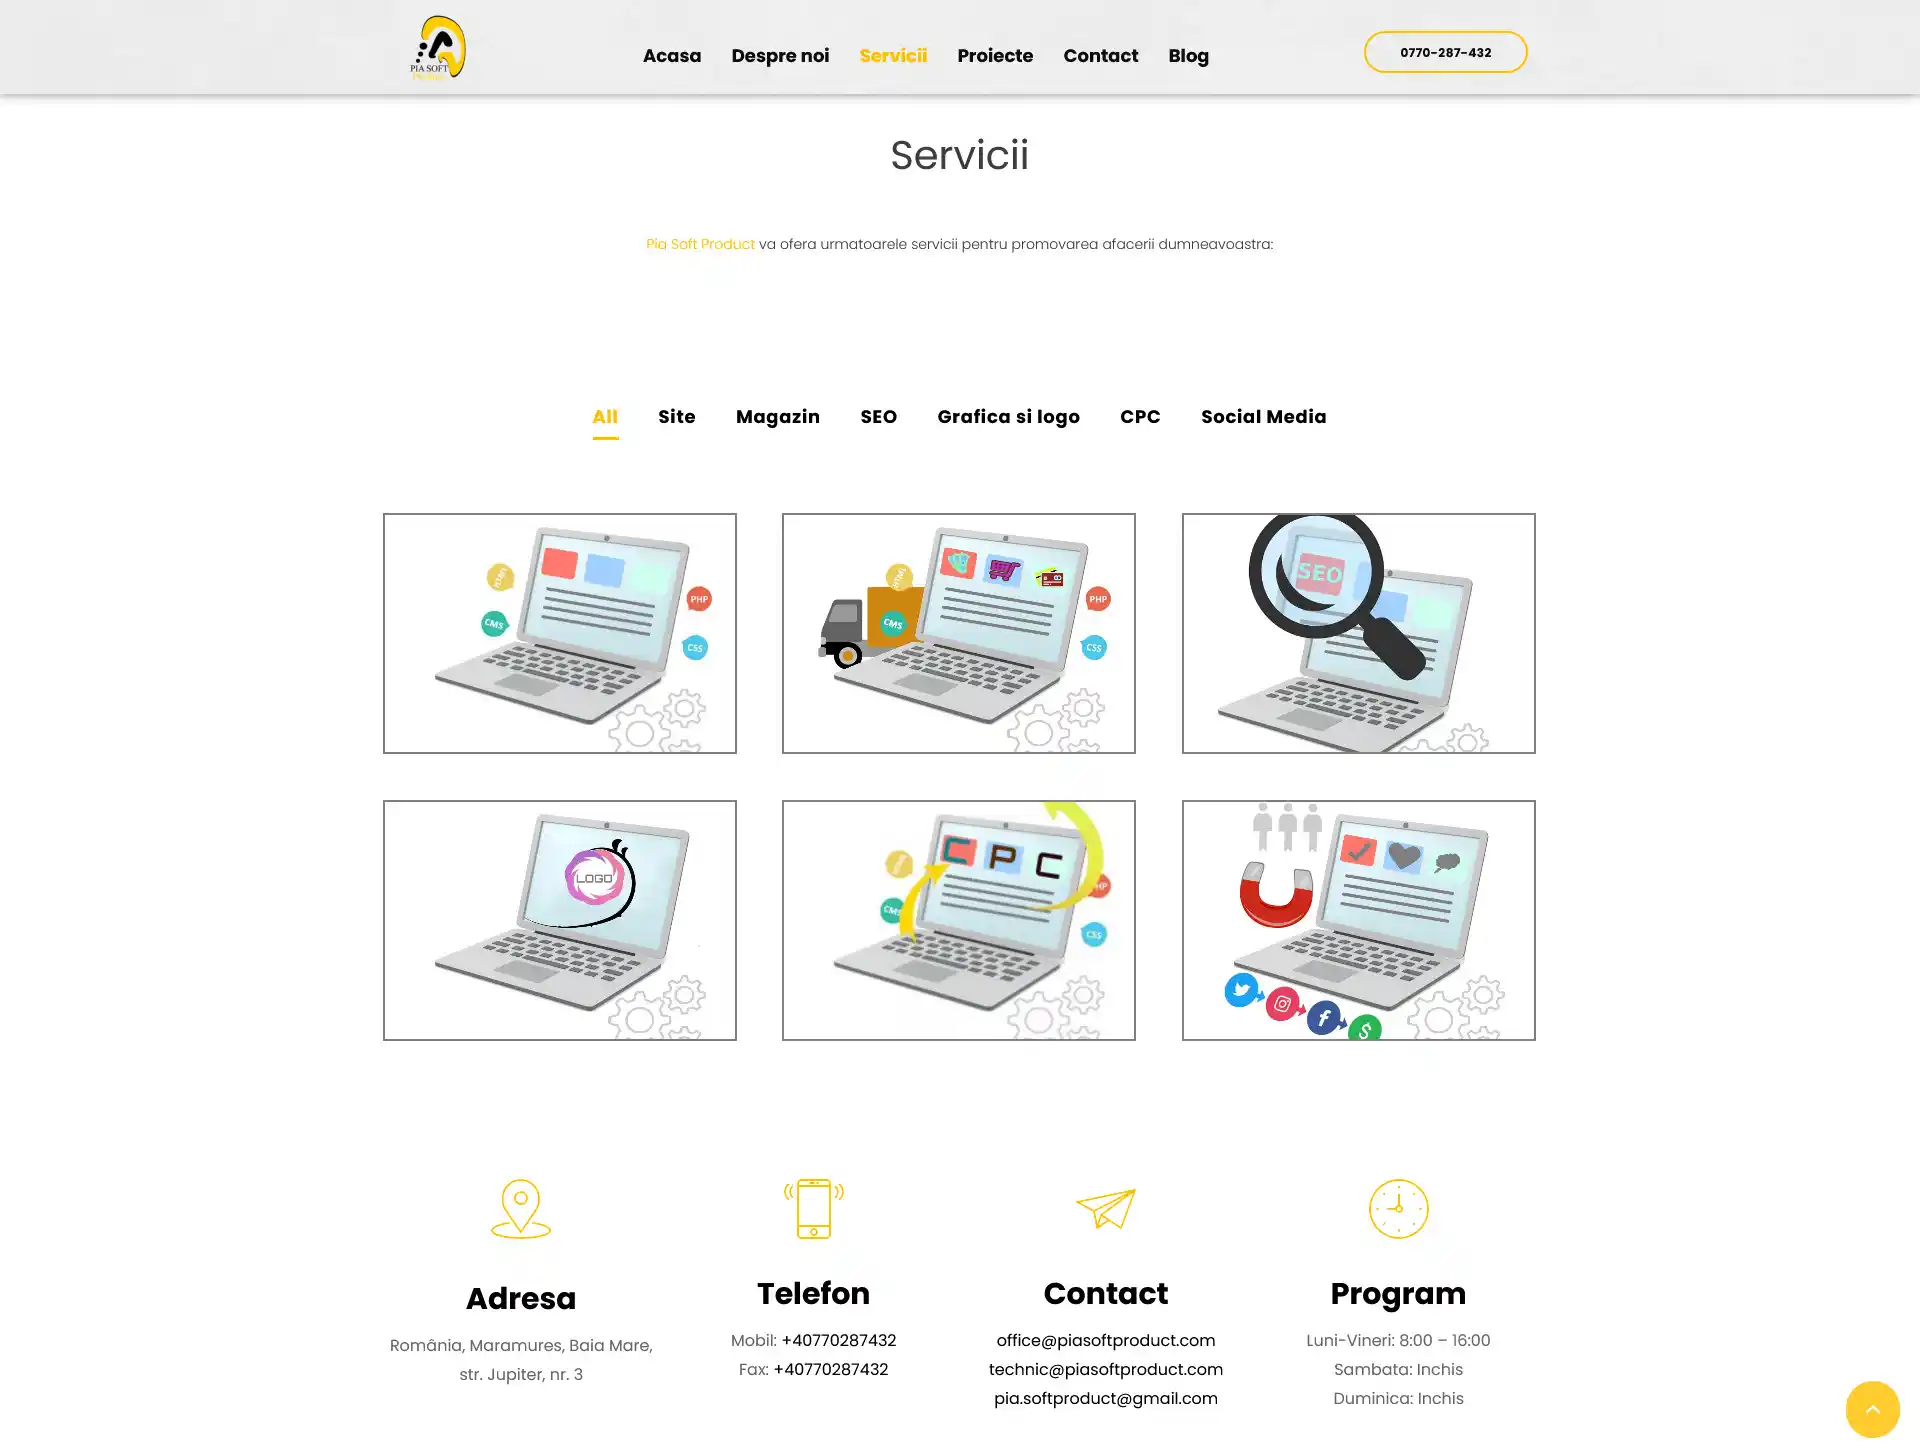 PIA SOFT
Acasa
Despre noi
Servicii
Proiecte
Contact
Blog
0770-287-432
Servicii
Pia Soft Product va ofera urmatoarele servicii pentru promovarea afacerii dumneavoastra:
All
Site
Magazin
SEO
Grafica si logo
CPC
Social Media
HTML
CMS
PHP
CSS
HTML
CMS
PHP
CSS
SEO
LOGO
CPC
CMS
PHP
CSS
Adresa
România, Maramures, Baia Mare,
str. Jupiter, nr. 3
Telefon
Mobil: +40770287432
Fax: +40770287432
Contact
office@piasoftproduct.com
technic@piasoftproduct.com
pia.softproduct@gmail.com
Program
Luni-Vineri: 8:00 – 16:00
Sambata: Inchis
Duminica: Inchis